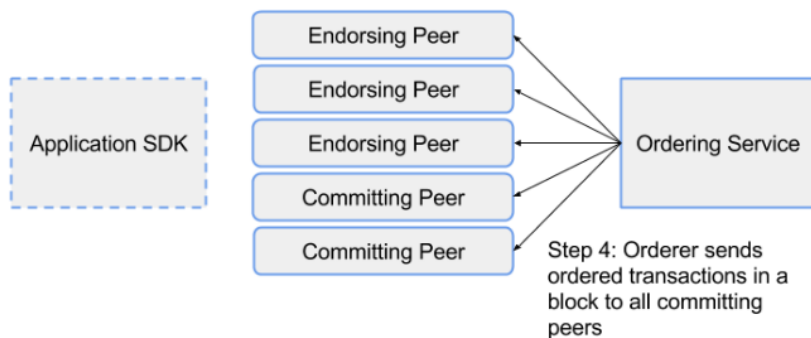 Endorsing Peer
Endorsing Peer
Application SDK
Endorsing Peer
Ordering Service
Committing Peer
Committing Peer
Step 4: Orderer sends
ordered transactions in a
block to all committing
peers